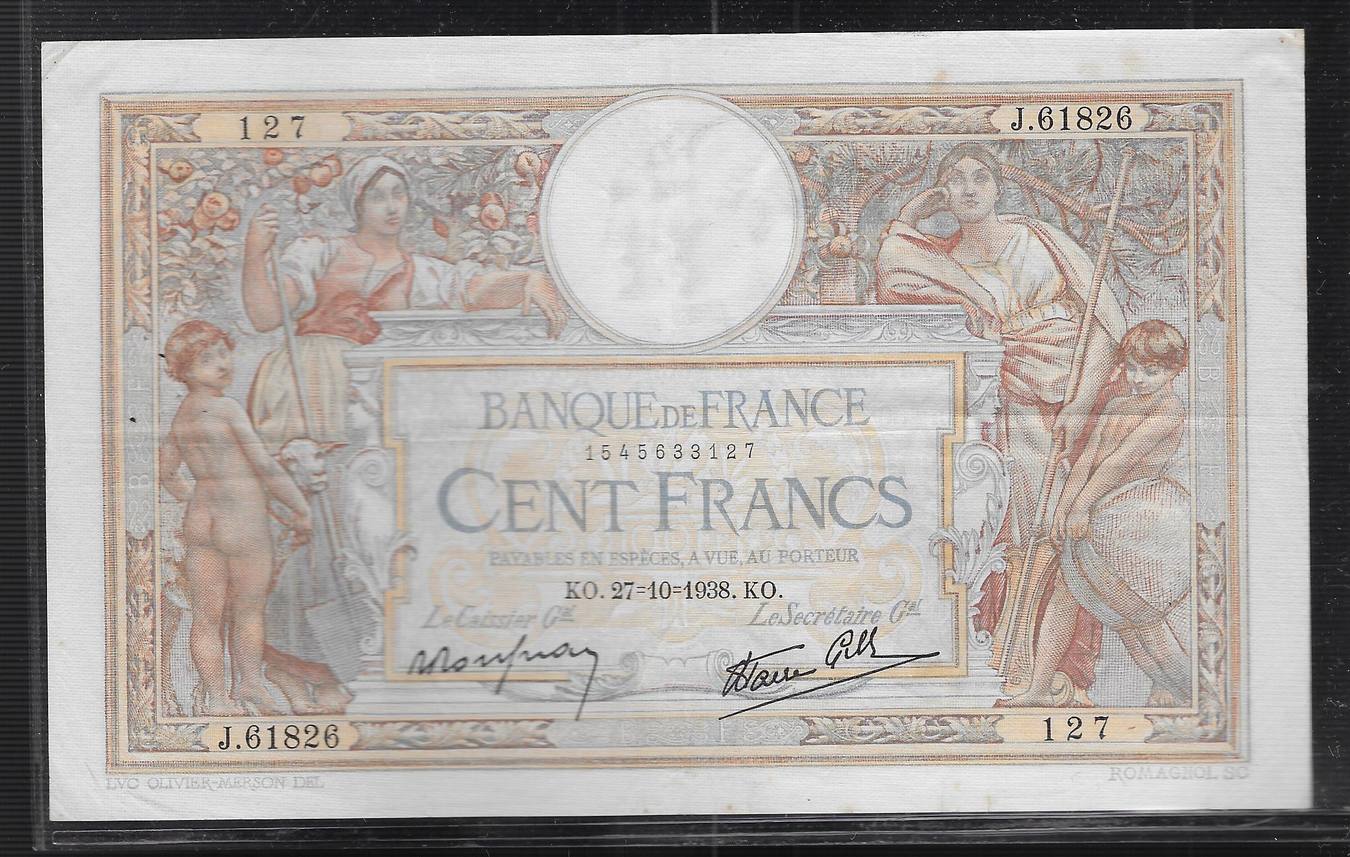 127
J.61826
BANQUE DE FRANCE
1545633127
CENT FRANCS
PAYABLES EN ESPÈCES, A VUE, AU PORTEUR
KO. 27=10=1938. KO.
Le Caissier Gal
Le Secrétaire Gal
J.61826
127
LVC OLIVIER-MERSON DEL
ROMAGNOL SC